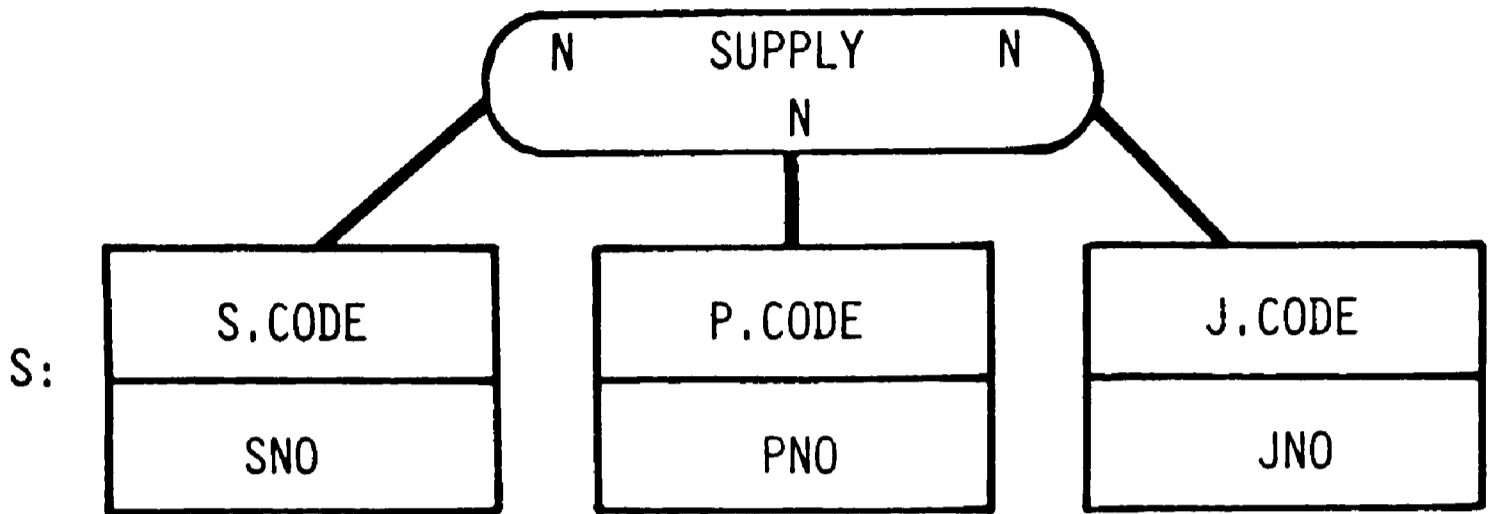 N SUPPLY N
N
S.CODE P.CODE J.CODE
S:
SNO PNO JNO